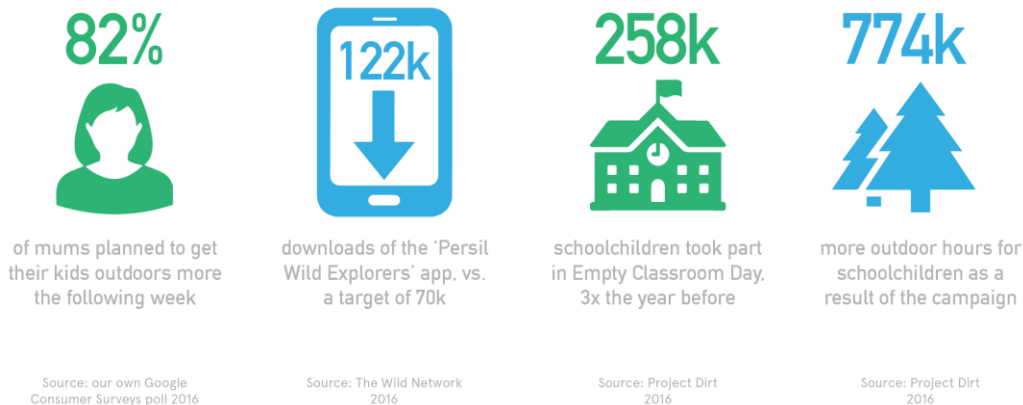 82%
of mums planned to get
their kids outdoors more
the following week
Source: our own Google
Consumer Surveys poll 2016
122k
downloads of the 'Persil
Wild Explorers' app, vs.
a target of 70k
Source: The Wild Network
2016
258k
schoolchildren took part
in Empty Classroom Day,
3x the year before
Source: Project Dirt
2016
774k
more outdoor hours for
schoolchildren as a
result of the campaign
Source: Project Dirt
2016